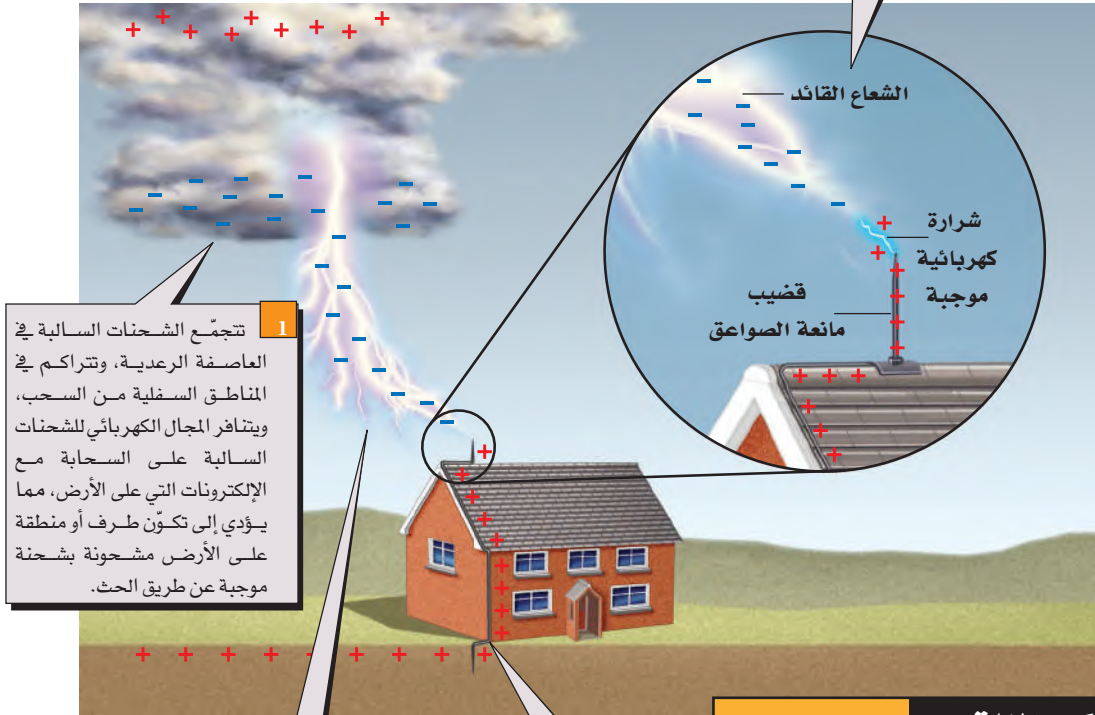 الشعاع القائد
شرارة
كهربائية
موجبة
قضيب
مانعة الصواعق
1 تتجمّع الشحنات السالبة في
العاصفة الرعدية، وتتراكم في
المناطق السفلية من السحب،
ويتنافر المجال الكهربائي للشحنات
السالبة على السحابة مع
الإلكترونات التي على الأرض، مما
يؤدي إلى تكوّن طرف أو منطقة
على الأرض مشحونة بشحنة
موجبة عن طريق الحث.